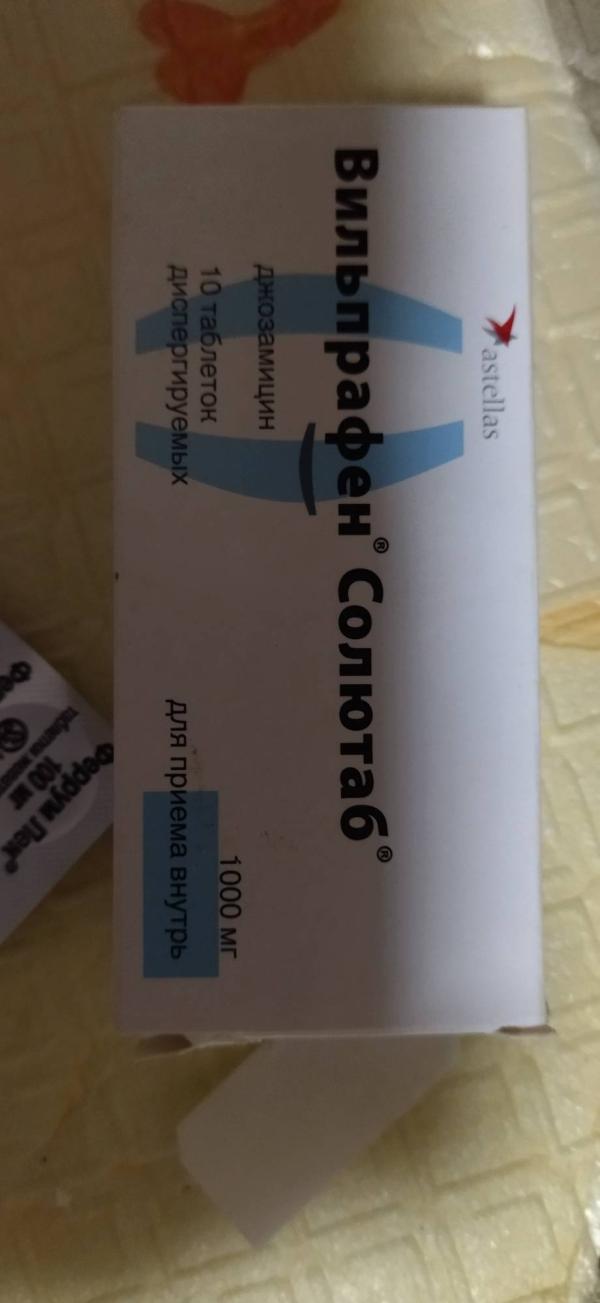 astellas
Вильпрафен® Солютаб®
джозамицин
10 таблеток
диспергируемых
1000 мг
для приема внутрь
Феррум Лек®
100 мг